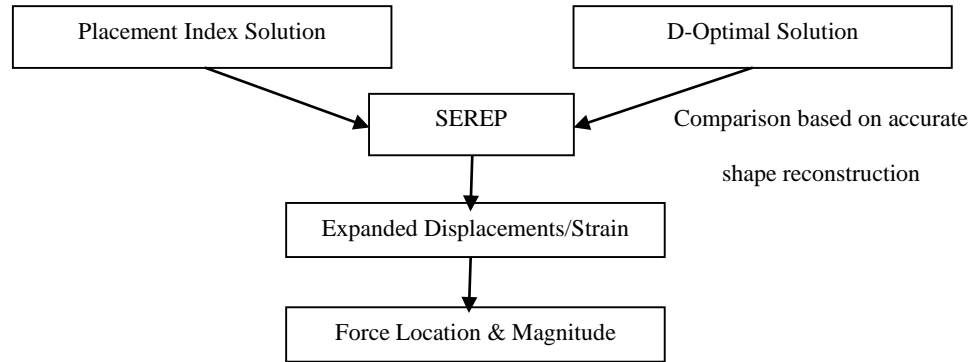 Placement Index Solution
D-Optimal Solution
SEREP
Comparison based on accurate
shape reconstruction
Expanded Displacements/Strain
Force Location & Magnitude